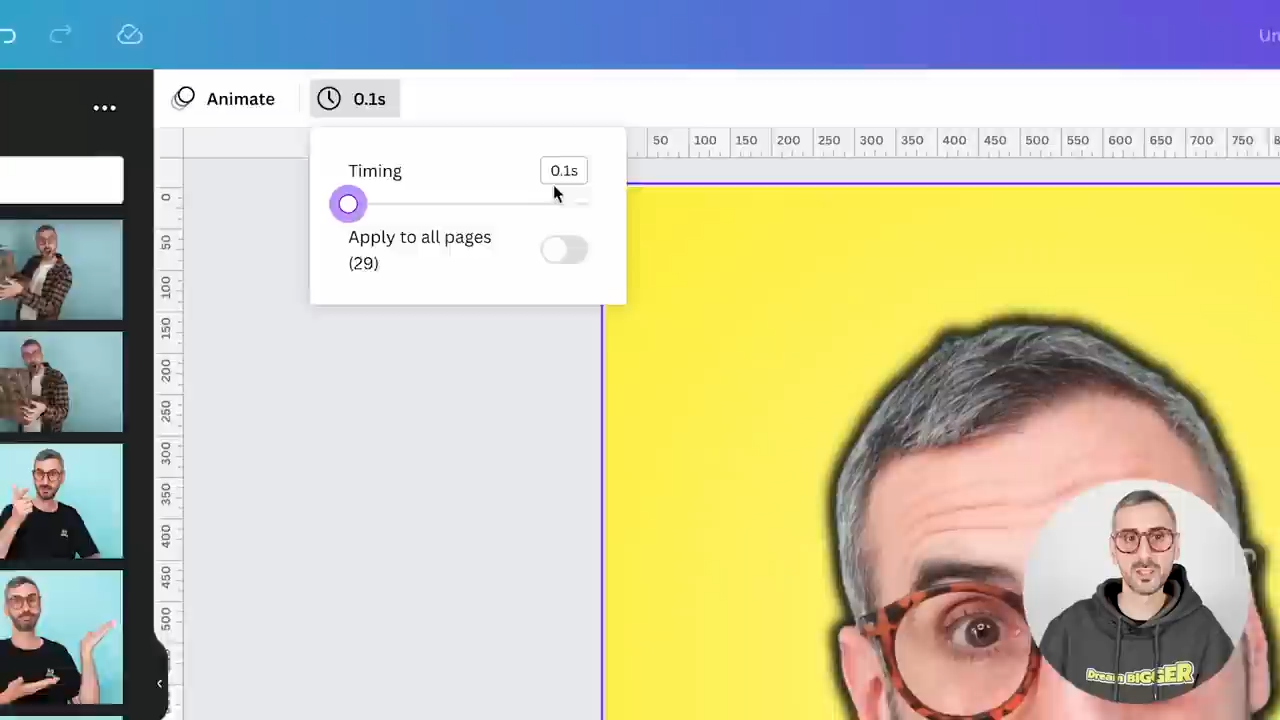 Un
Animate
0.1s
50 100 150 200 250 300 350 400 450 500 550 600 650 700 750
Timing
0.1s
Apply to all pages
(29)
0
50
100
150
200
250
300
350
400
450
500
Dream BiGGER